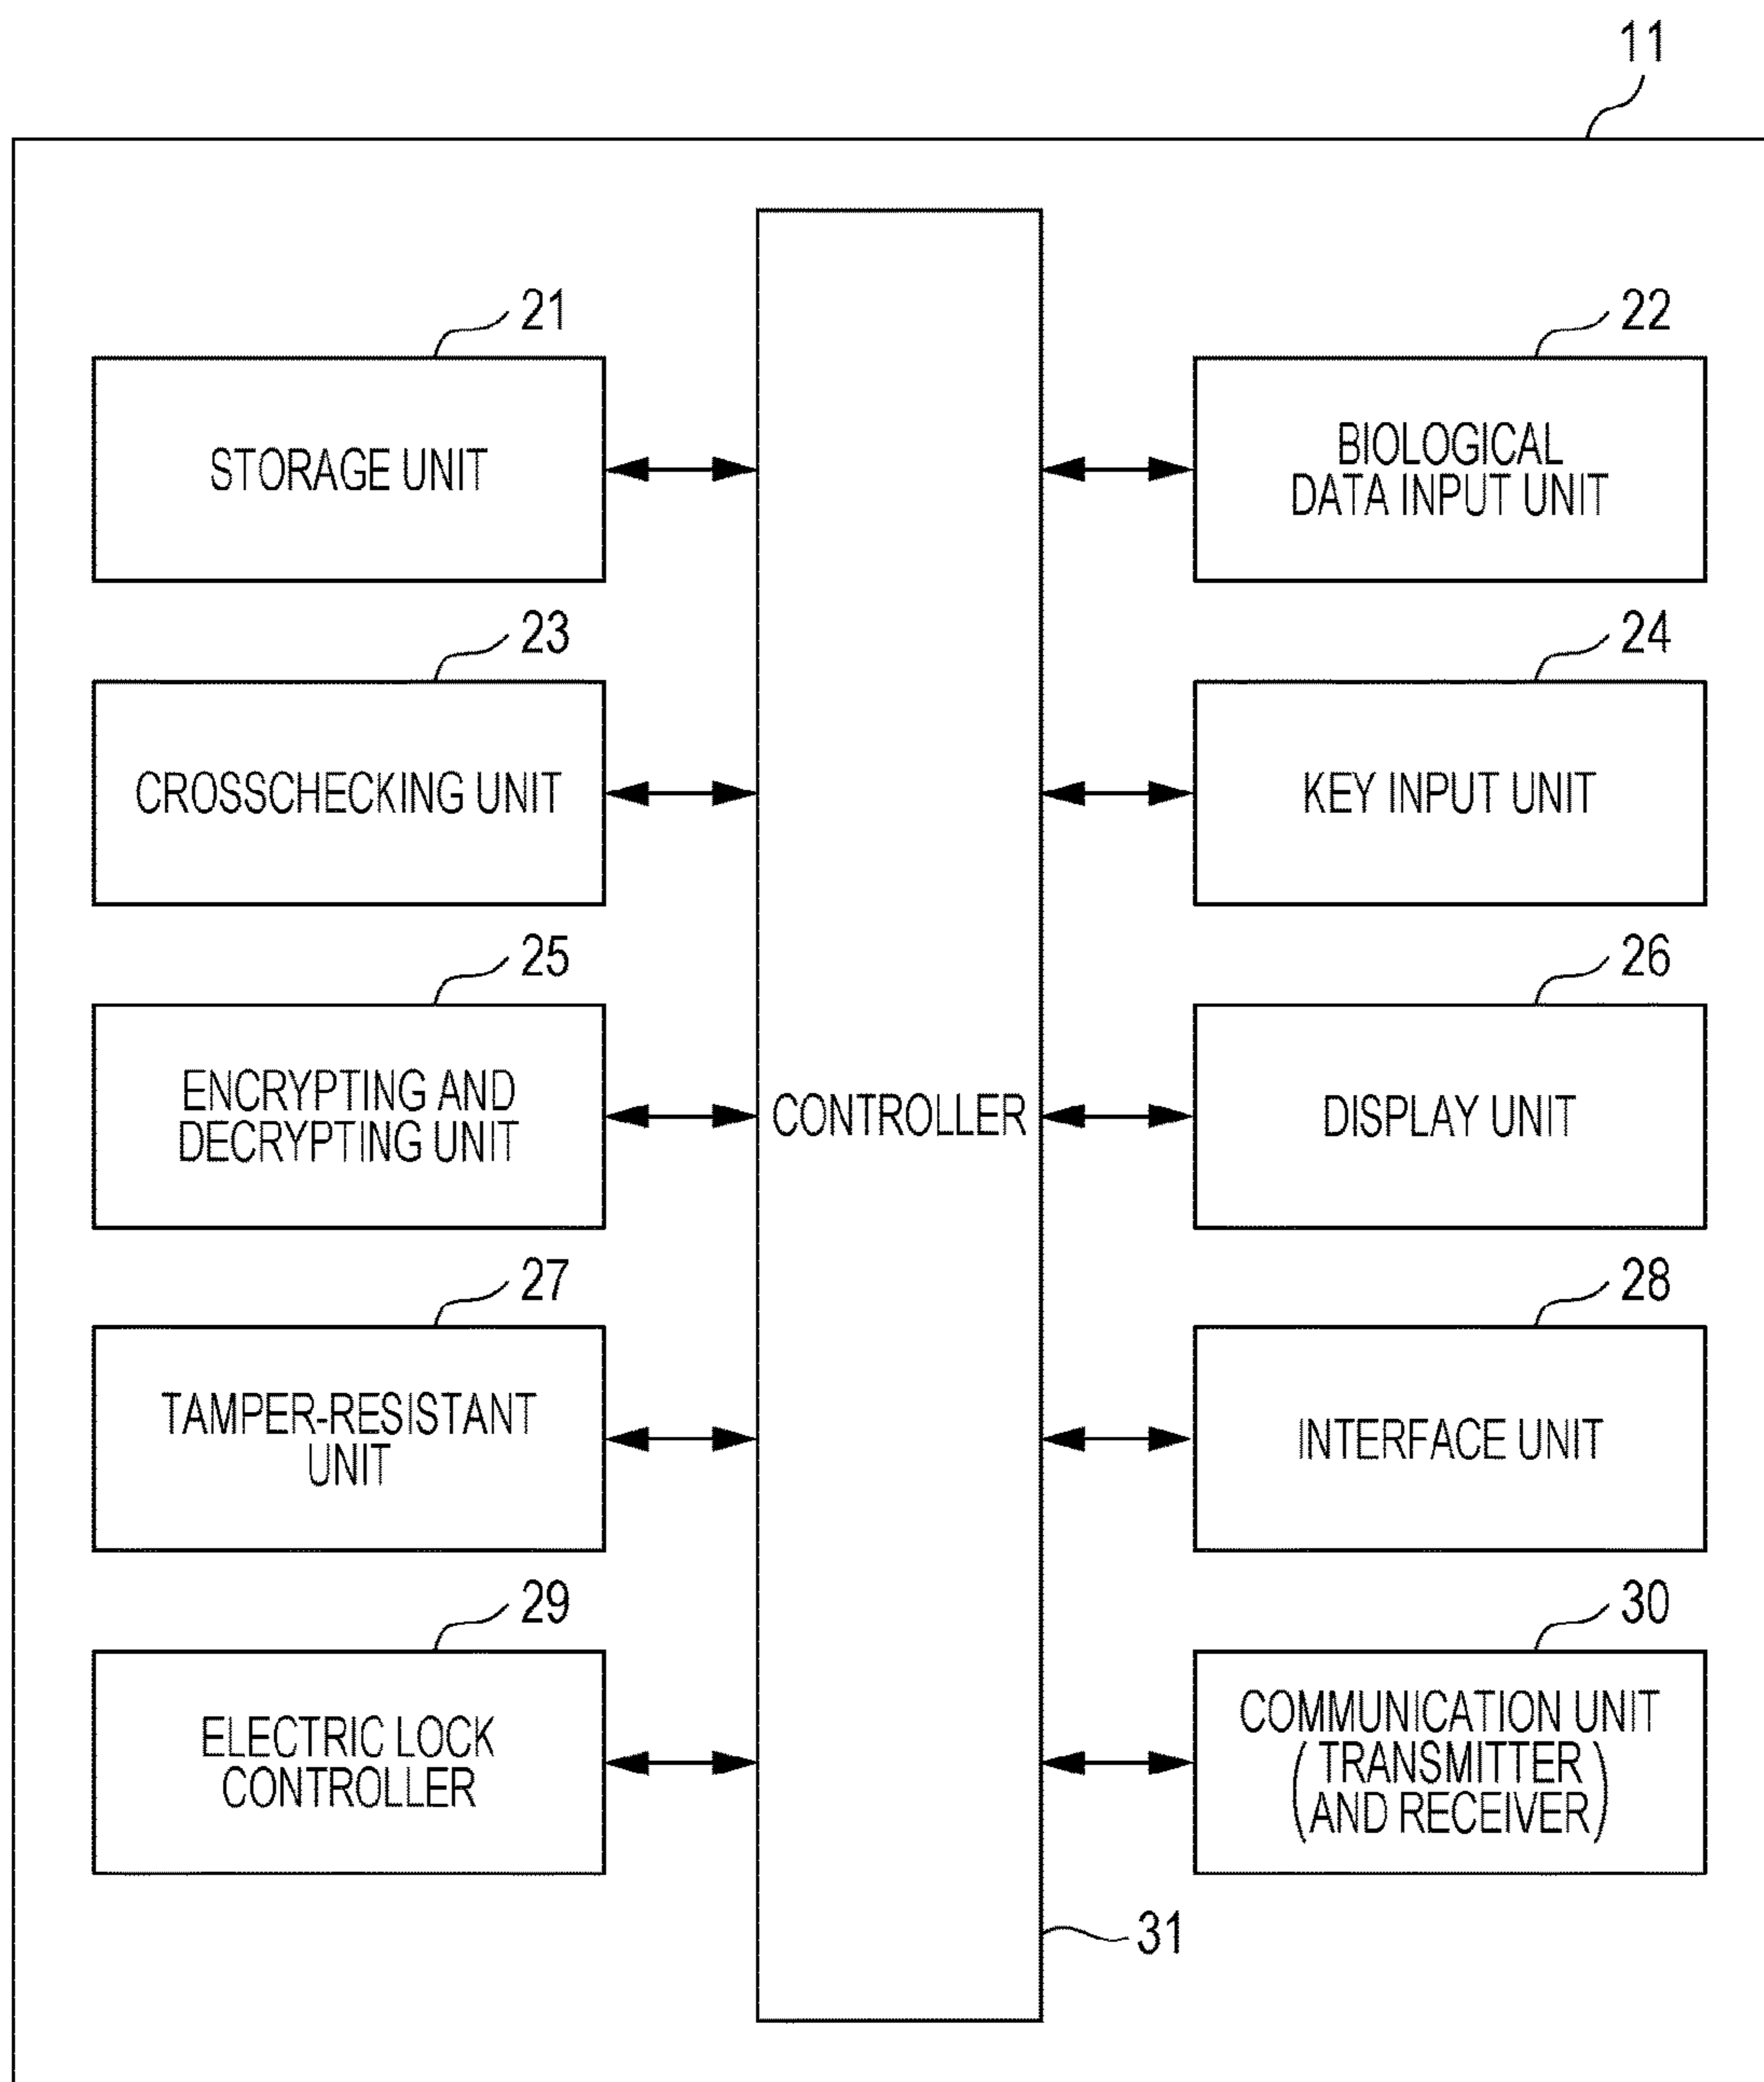 11
21
22
STORAGE UNIT
BIOLOGICAL
DATA INPUT UNIT
23
24
CROSSCHECKING UNIT
KEY INPUT UNIT
25
26
ENCRYPTING AND
DECRYPTING UNIT
CONTROLLER
DISPLAY UNIT
27
28
TAMPER-RESISTANT
UNIT
INTERFACE UNIT
29
30
ELECTRIC LOCK
CONTROLLER
COMMUNICATION UNIT
(TRANSMITTER
AND RECEIVER)
31